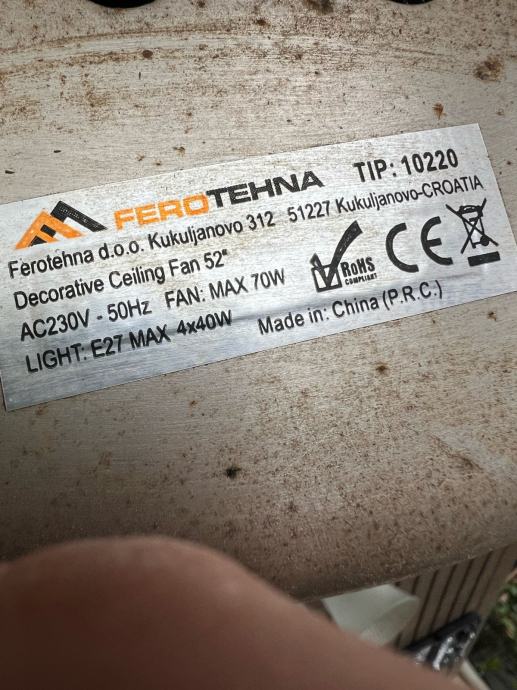 FEROTEHNA TIP: 10220
Ferotehna d.o.o. Kukuljanovo 312 51227 Kukuljanovo-CROATIA
Decorative Ceiling Fan 52"
AC230V - 50Hz FAN: MAX 70W
RoHS
COMPLIANT
CE
LIGHT: E27 MAX 4x40W Made in: China (P.R.C.)